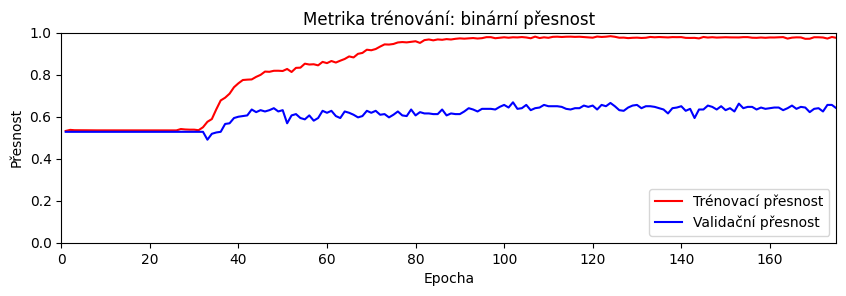 Metrika trénování: binární přesnost
Přesnost
1.0
0.8
0.6
0.4
0.2
0.0
0 20 40 60 80 100 120 140 160
Epocha
Trénovací přesnost
Validační přesnost